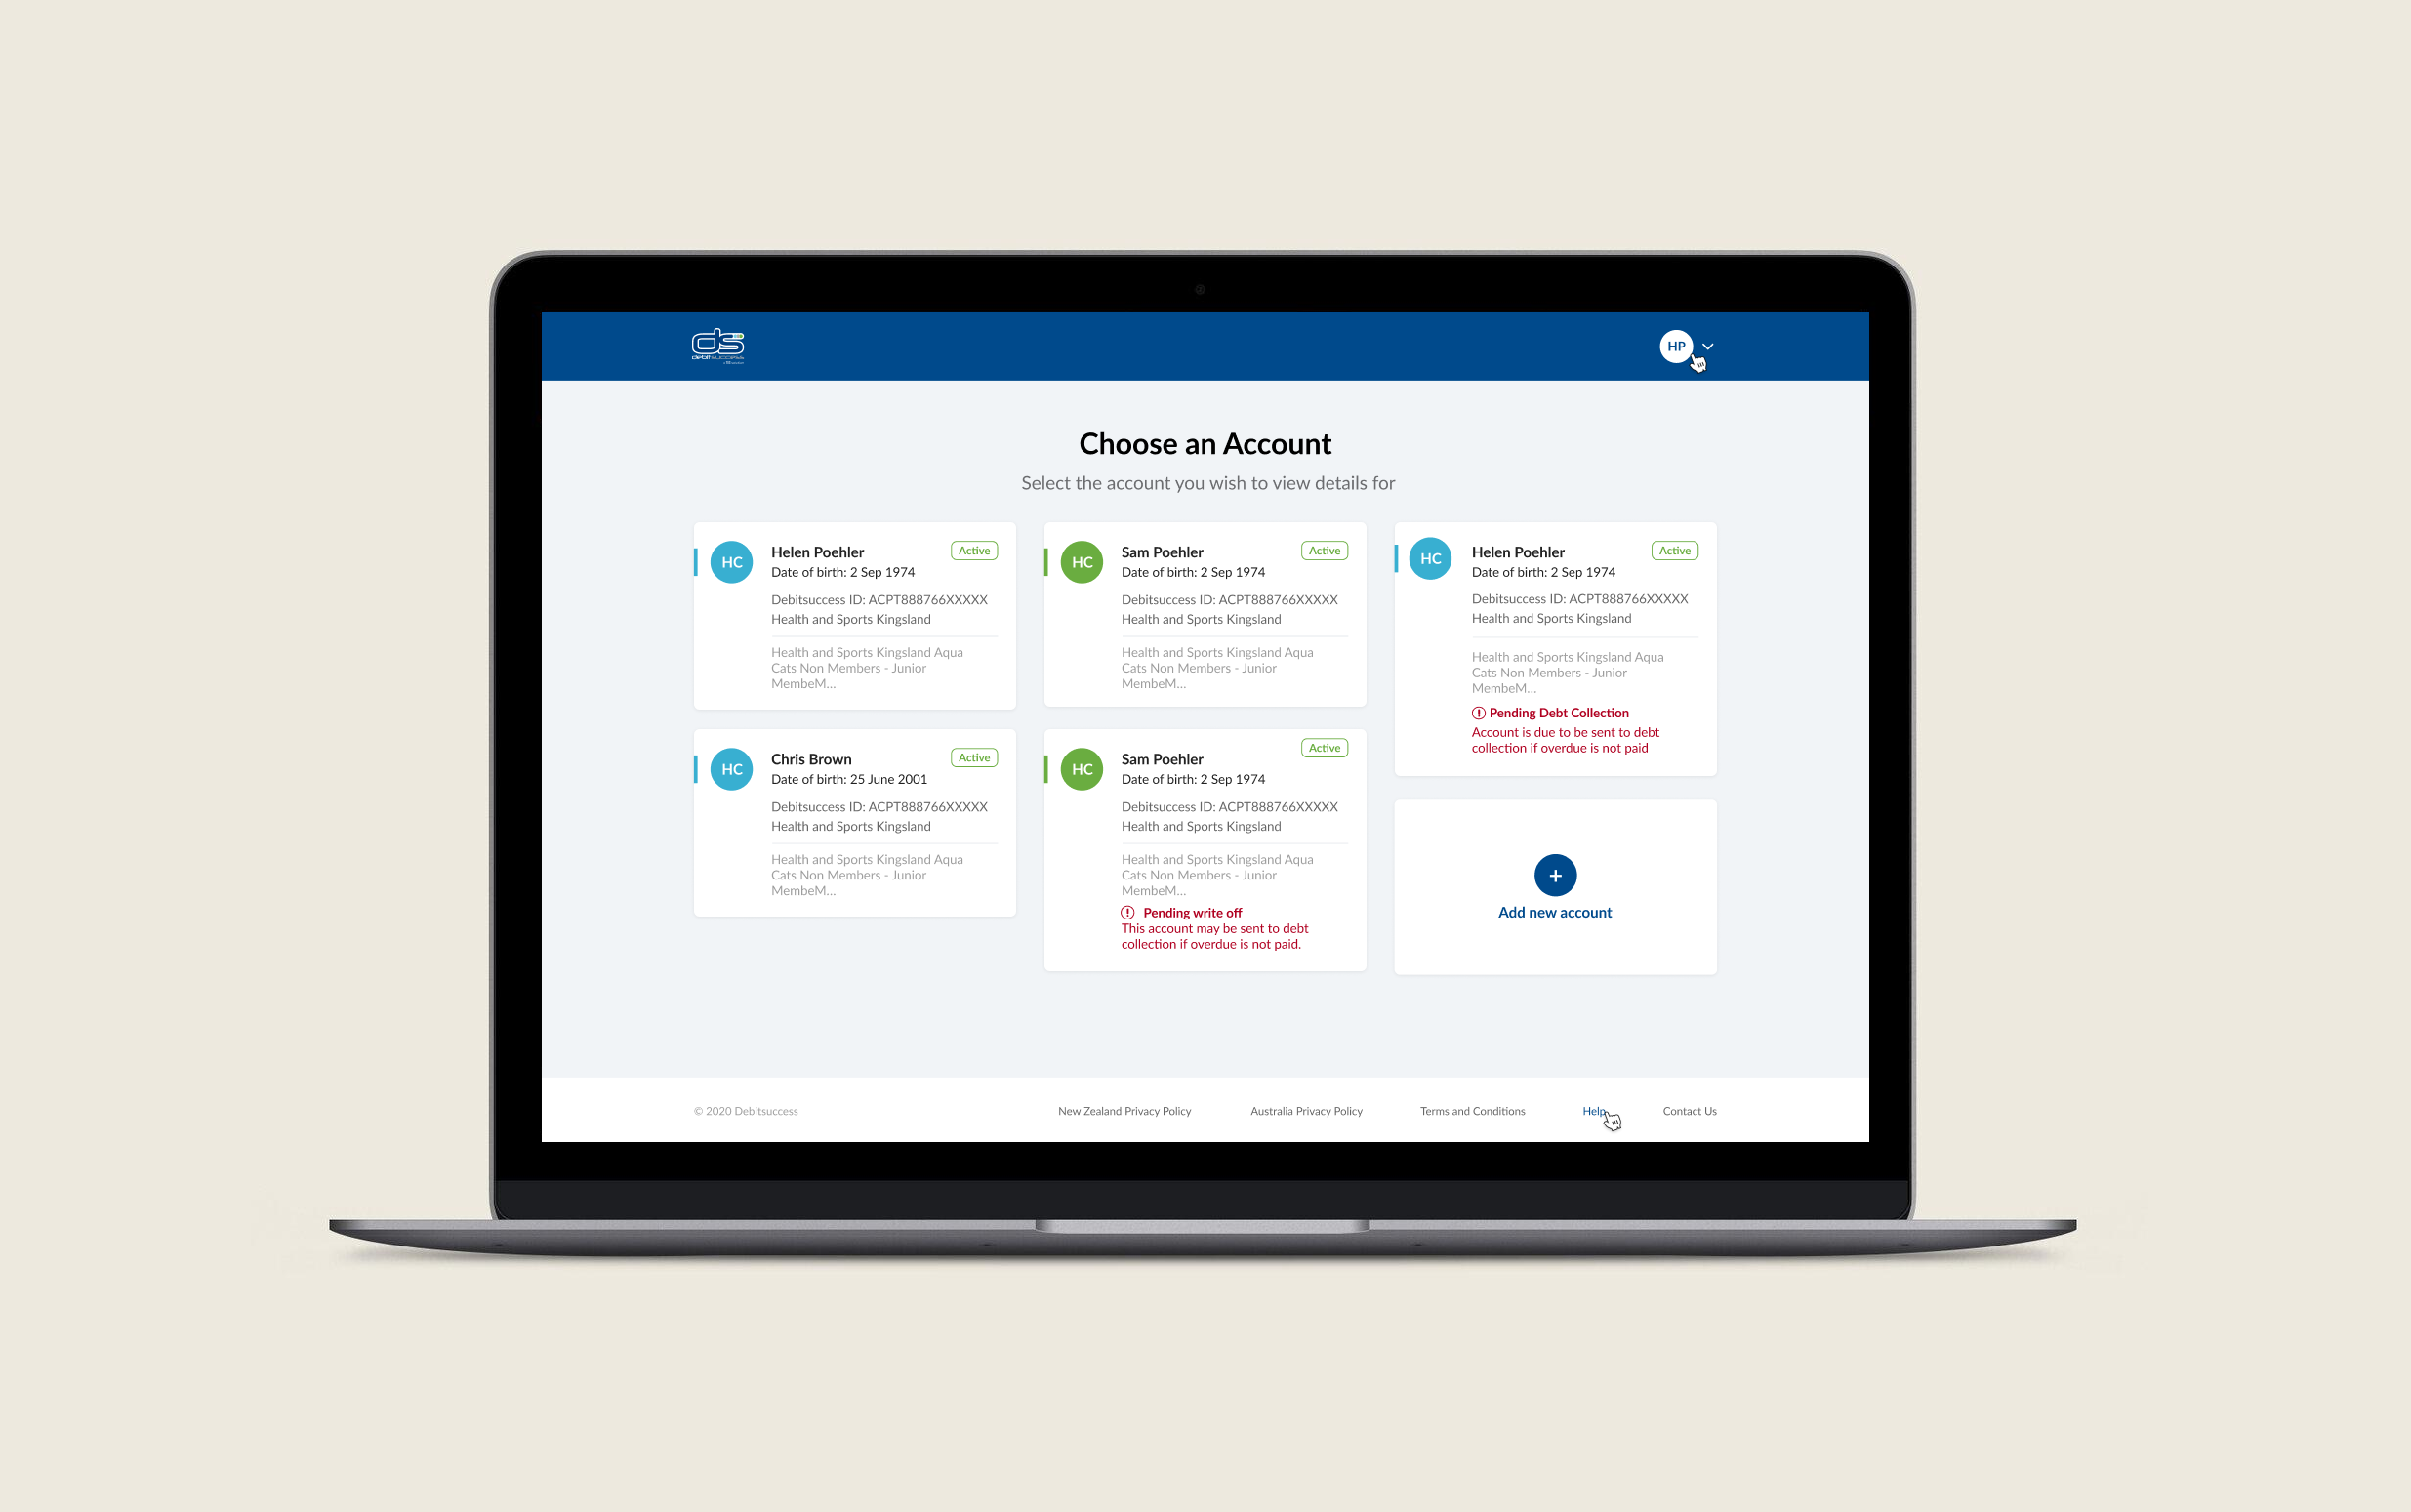 ds
debitsuccess
HP
Choose an Account
Select the account you wish to view details for
HC
Helen Poehler
Active
Date of birth: 2 Sep 1974
Debitsuccess ID: ACPT888766XXXXX
Health and Sports Kingsland
Health and Sports Kingsland Aqua
Cats Non Members - Junior
MembeM...
HC
Sam Poehler
Active
Date of birth: 2 Sep 1974
Debitsuccess ID: ACPT888766XXXXX
Health and Sports Kingsland
Health and Sports Kingsland Aqua
Cats Non Members - Junior
MembeM...
HC
Helen Poehler
Active
Date of birth: 2 Sep 1974
Debitsuccess ID: ACPT888766XXXXX
Health and Sports Kingsland
Health and Sports Kingsland Aqua
Cats Non Members - Junior
MembeM...
Pending Debt Collection
Account is due to be sent to debt
collection if overdue is not paid
HC
Chris Brown
Active
Date of birth: 25 June 2001
Debitsuccess ID: ACPT888766XXXXX
Health and Sports Kingsland
Health and Sports Kingsland Aqua
Cats Non Members - Junior
MembeM...
HC
Sam Poehler
Active
Date of birth: 2 Sep 1974
Debitsuccess ID: ACPT888766XXXXX
Health and Sports Kingsland
Health and Sports Kingsland Aqua
Cats Non Members - Junior
MembeM...
Pending write off
This account may be sent to debt
collection if overdue is not paid.
+
Add new account
© 2020 Debitsuccess
New Zealand Privacy Policy
Australia Privacy Policy
Terms and Conditions
Help
Contact Us